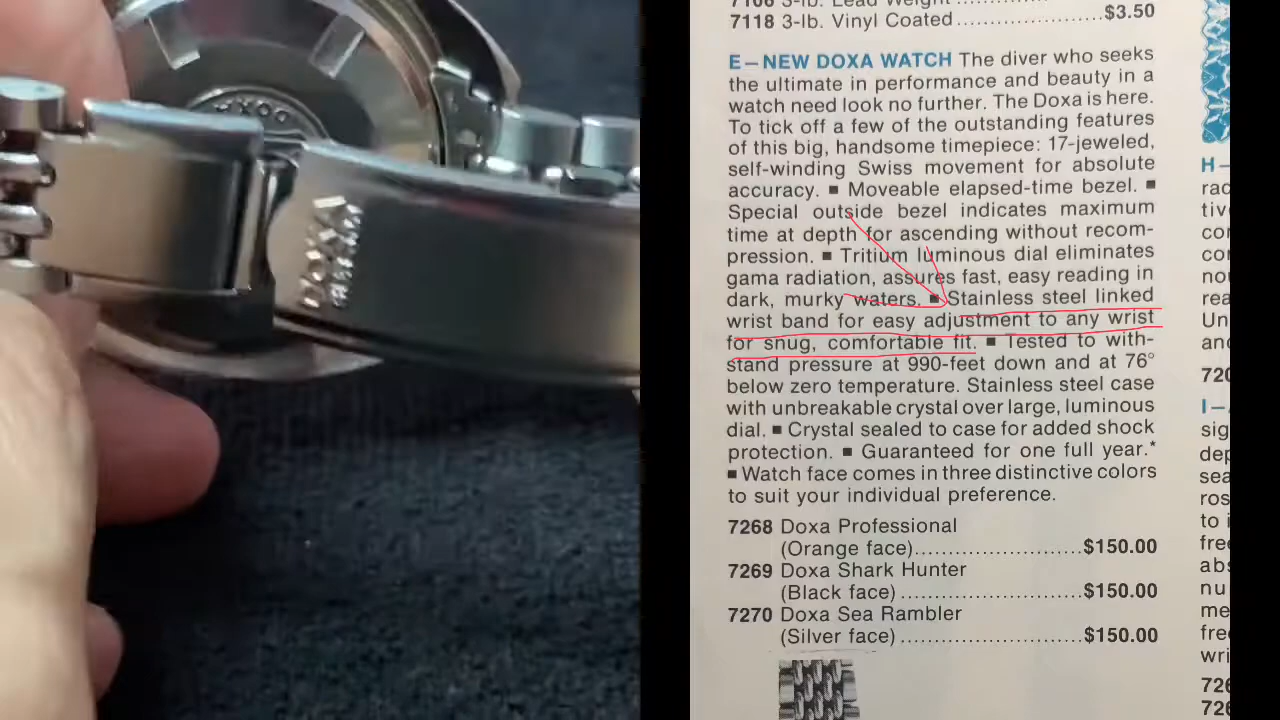 DOXA
DOXA
7118 3-lb. Vinyl Coated ................... $3.50
E—NEW DOXA WATCH The diver who seeks
the ultimate in performance and beauty in a
watch need look no further. The Doxa is here.
To tick off a few of the outstanding features
of this big, handsome timepiece: 17-jeweled,
self-winding Swiss movement for absolute
accuracy. ■ Moveable elapsed-time bezel. ■
Special outside bezel indicates maximum
time at depth for ascending without recom-
pression. ■ Tritium luminous dial eliminates
gama radiation, assures fast, easy reading in
dark, murky waters. ■ Stainless steel linked
wrist band for easy adjustment to any wrist
for snug, comfortable fit. ■ Tested to with-
stand pressure at 990-feet down and at 76°
below zero temperature. Stainless steel case
with unbreakable crystal over large, luminous
dial. ■ Crystal sealed to case for added shock
protection. ■ Guaranteed for one full year.*
■ Watch face comes in three distinctive colors
to suit your individual preference.
7268 Doxa Professional
(Orange face)........................$150.00
7269 Doxa Shark Hunter
(Black face) ..........................$150.00
7270 Doxa Sea Rambler
(Silver face) ..........................$150.00
H—
I—